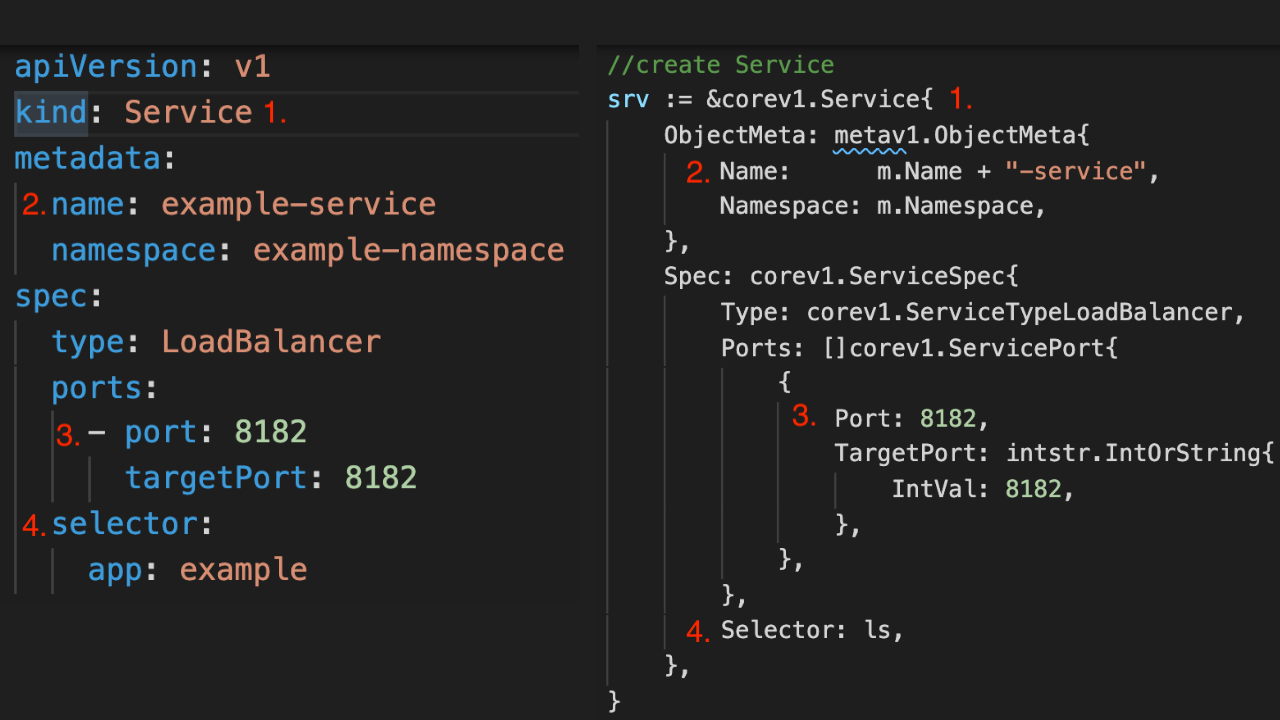 apiVersion: v1
kind: Service 1.
metadata:
2. name: example-service
namespace: example-namespace
spec:
type: LoadBalancer
ports:
3. - port: 8182
targetPort: 8182
4. selector:
app: example
//create Service
srv := &corev1.Service{ 1.
ObjectMeta: metav1.ObjectMeta{
2. Name: m.Name + "-service",
Namespace: m.Namespace,
},
Spec: corev1.ServiceSpec{
Type: corev1.ServiceTypeLoadBalancer,
Ports: []corev1.ServicePort{
{
3. Port: 8182,
TargetPort: intstr.IntOrString{
IntVal: 8182,
},
},
},
4. Selector: ls,
},
}